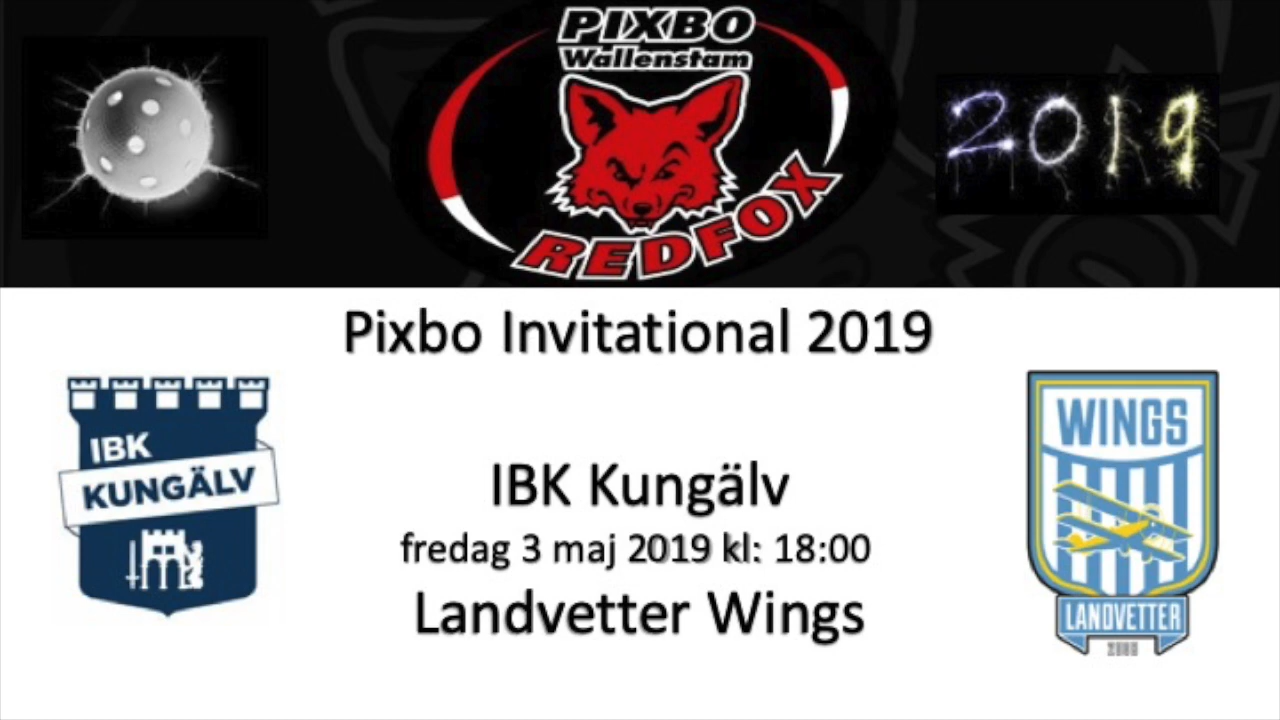 PIXBO
Wallenstam
REDFOX
2019
Pixbo Invitational 2019
IBK
KUNGÄLV
WINGS
LANDVETTER
IBK Kungälv
fredag 3 maj 2019 kl: 18:00
Landvetter Wings